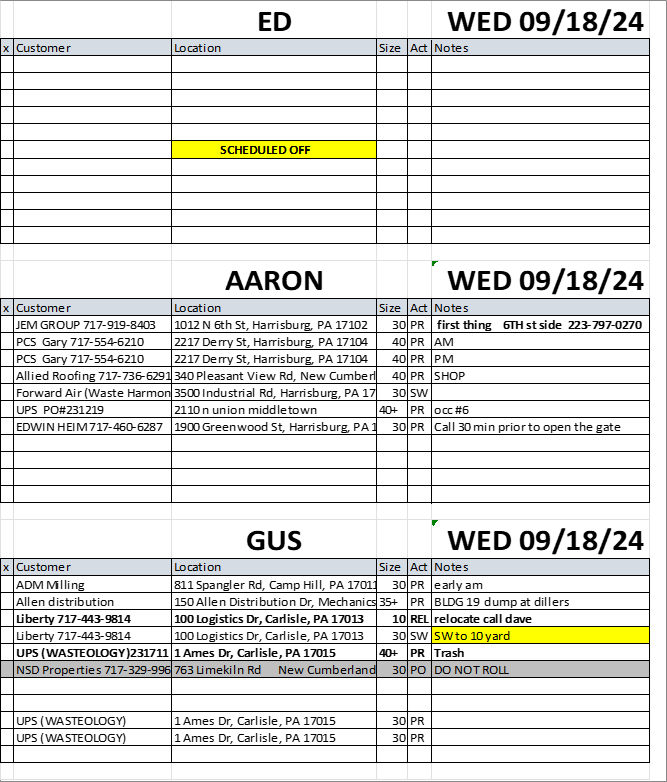 ED WED 09/18/24
x Customer Location Size Act Notes
SCHEDULED OFF
AARON WED 09/18/24
x Customer Location Size Act Notes
JEM GROUP 717-919-8403 1012 N 6th St, Harrisburg, PA 17102 30 PR first thing 6TH st side 223-797-0270
PCS Gary 717-554-6210 2217 Derry St, Harrisburg, PA 17104 40 PR AM
PCS Gary 717-554-6210 2217 Derry St, Harrisburg, PA 17104 40 PR PM
Allied Roofing 717-736-6291 340 Pleasant View Rd, New Cumberl 40 PR SHOP
Forward Air (Waste Harmon 3500 Industrial Rd, Harrisburg, PA 17 30 SW
UPS PO#231219 2110 n union middletown 40+ PR occ #6
EDWIN HEIM 717-460-6287 1900 Greenwood St, Harrisburg, PA 1 30 PR Call 30 min prior to open the gate
GUS WED 09/18/24
x Customer Location Size Act Notes
ADM Milling 811 Spangler Rd, Camp Hill, PA 17011 30 PR early am
Allen distribution 150 Allen Distribution Dr, Mechanics 35+ PR BLDG 19 dump at dillers
Liberty 717-443-9814 100 Logistics Dr, Carlisle, PA 17013 10 REL relocate call dave
Liberty 717-443-9814 100 Logistics Dr, Carlisle, PA 17013 30 SW SW to 10 yard
UPS (WASTEOLOGY)231711 1 Ames Dr, Carlisle, PA 17015 40+ PR Trash
NSD Properties 717-329-996 763 Limekiln Rd New Cumberland 30 PO DO NOT ROLL
UPS (WASTEOLOGY) 1 Ames Dr, Carlisle, PA 17015 30 PR
UPS (WASTEOLOGY) 1 Ames Dr, Carlisle, PA 17015 30 PR